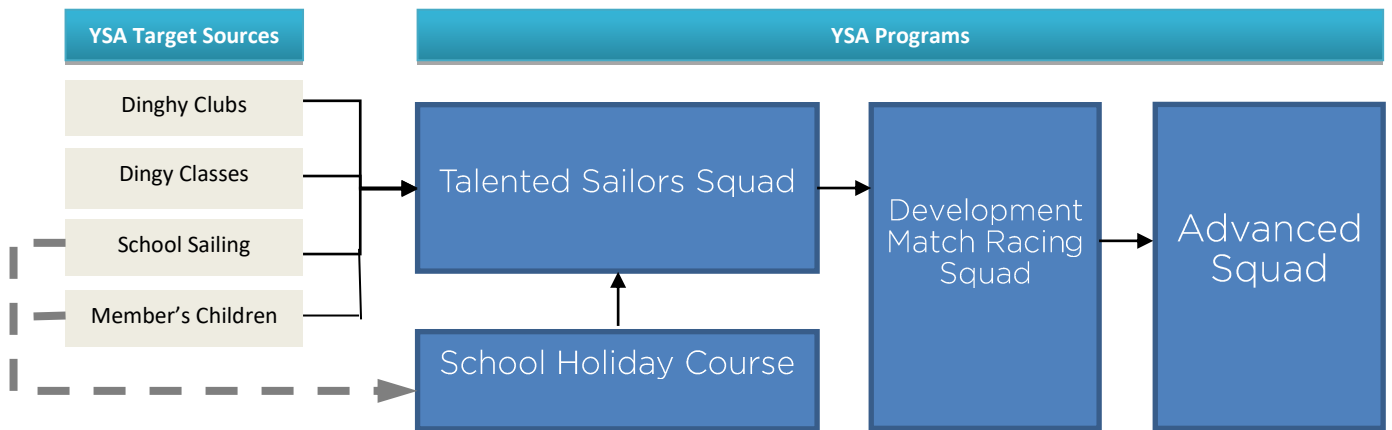 YSA Target Sources
YSA Programs
Dinghy Clubs
Dingy Classes
School Sailing
Member’s Children
Talented Sailors Squad
School Holiday Course
Development
Match Racing
Squad
Advanced
Squad